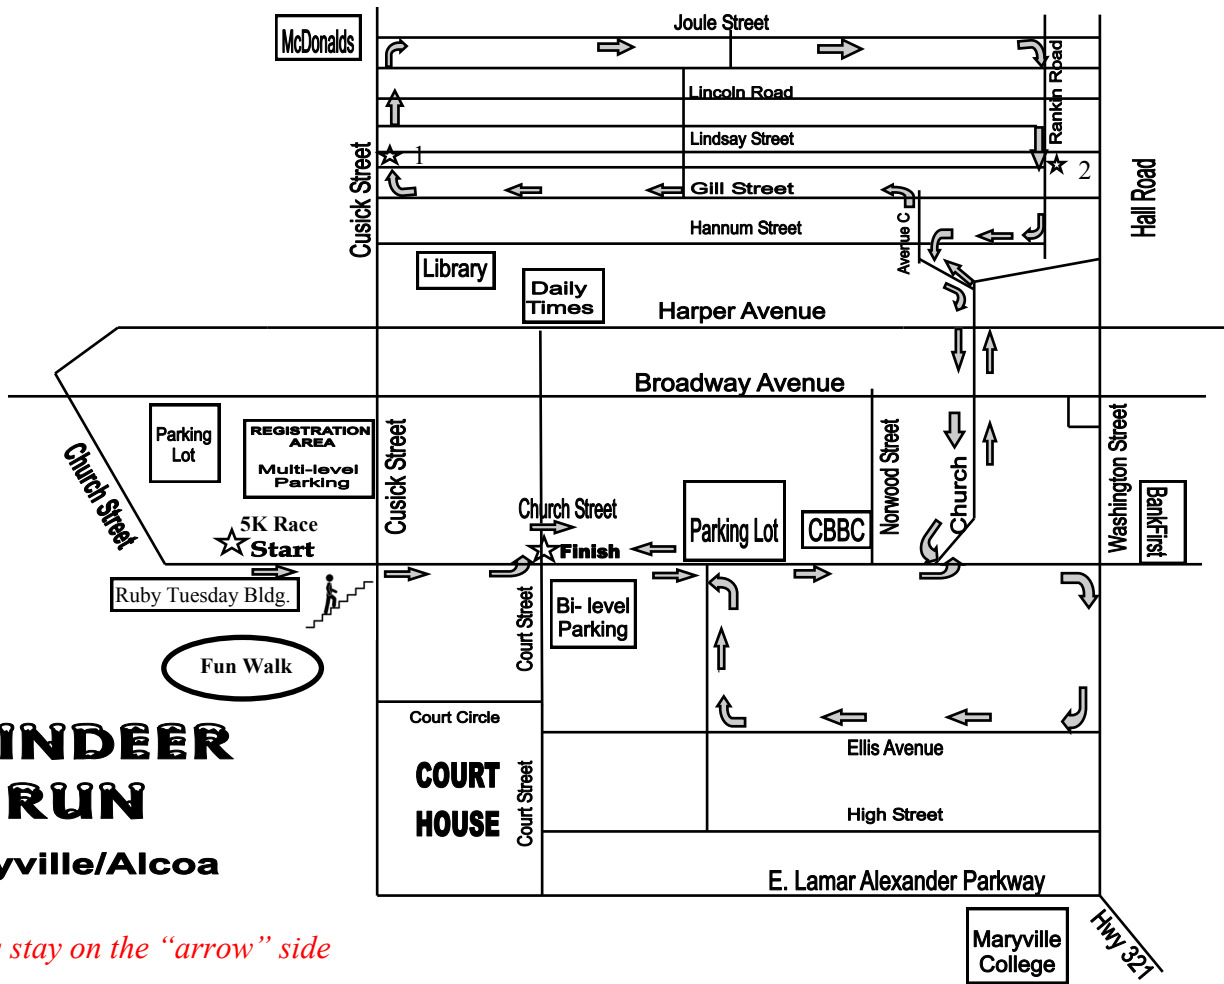 Joule Street
McDonalds
Rankin Road
Lincoln Road
Lindsay Street
1
2
Cusick Street
Hall Road
Gill Street
Hannum Street
Avenue C
Library
Daily
Times
Harper Avenue
Broadway Avenue
Parking
Lot
REGISTRATION
AREA
Multi-level
Parking
Church Street
Cusick Street
Norwood Street
Church
Washington Street
BankFirst
5K Race
Start
Church Street
Finish
Parking Lot
CBBC
Ruby Tuesday Bldg.
Court Street
Bi- level
Parking
Fun Walk
Court Circle
INDEER
RUN
yville/Alcoa
COURT
HOUSE
Court Street
Ellis Avenue
High Street
E. Lamar Alexander Parkway
Maryville
College
Hwy 321
stay on the “arrow” side